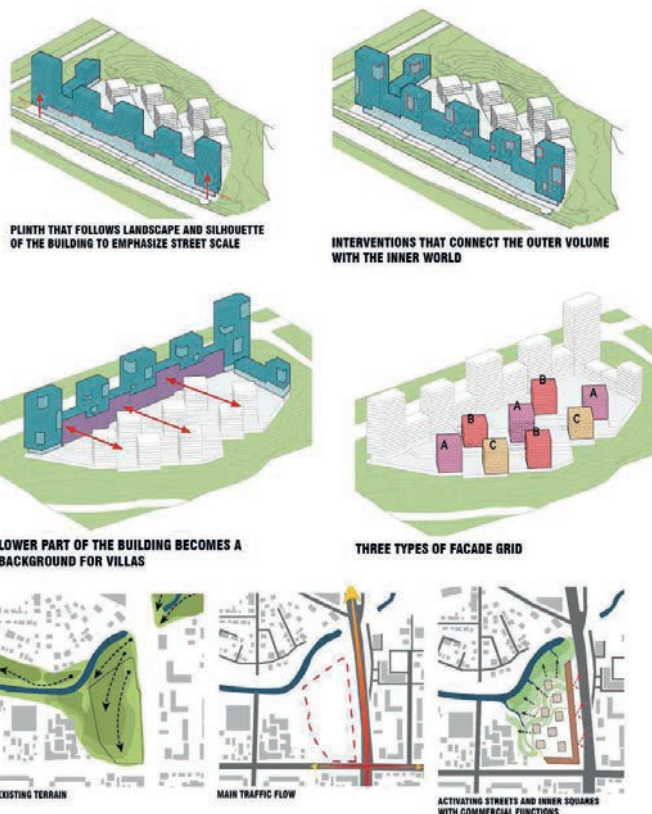 PLINTH THAT FOLLOWS LANDSCAPE AND SILHOUETTE
OF THE BUILDING TO EMPHASIZE STREET SCALE
INTERVENTIONS THAT CONNECT THE OUTER VOLUME
WITH THE INNER WORLD
B
A
B
A
A
C
B
C
LOWER PART OF THE BUILDING BECOMES A
BACKGROUND FOR VILLAS
THREE TYPES OF FACADE GRID
EXISTING TERRAIN
MAIN TRAFFIC FLOW
ACTIVATING STREETS AND INNER SQUARES
WITH COMMERCIAL FUNCTIONS